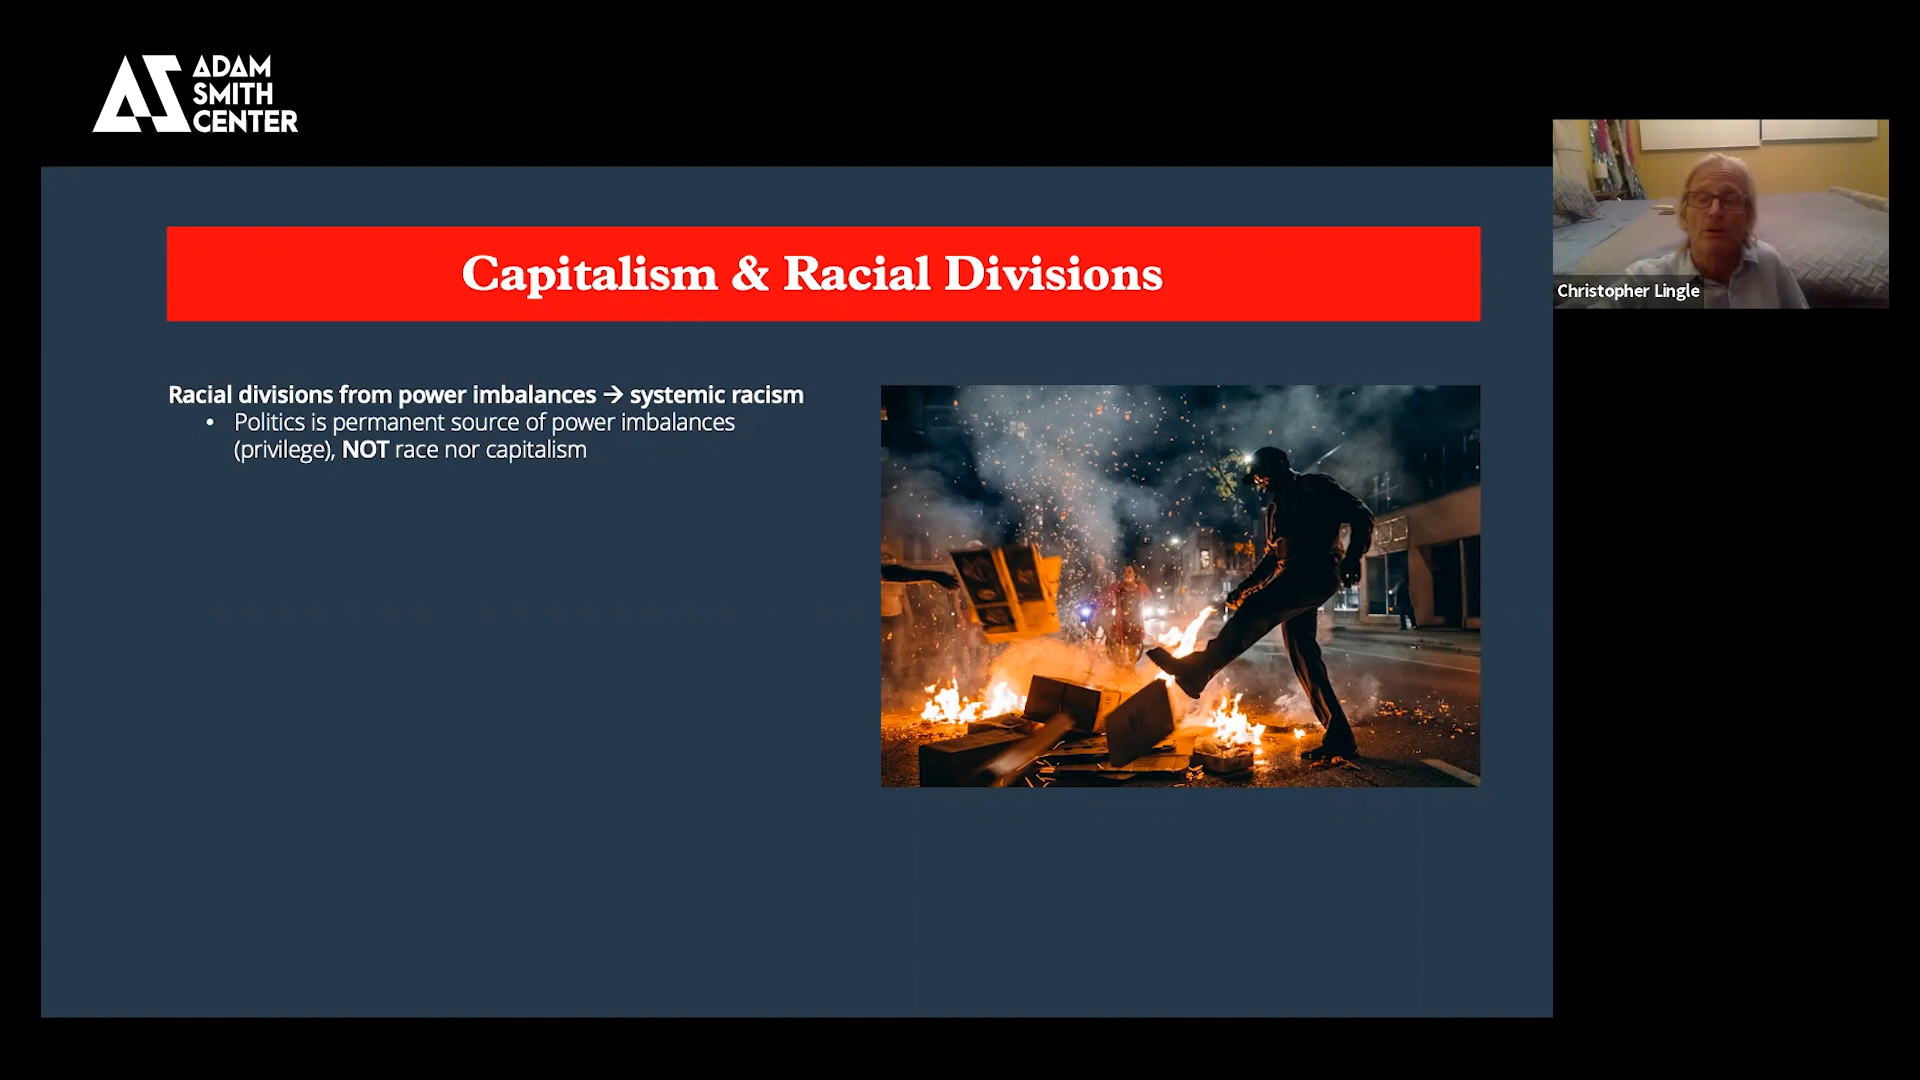 ADAM
SMITH
CENTER
Capitalism & Racial Divisions
Christopher Lingle
Racial divisions from power imbalances → systemic racism
• Politics is permanent source of power imbalances
(privilege), NOT race nor capitalism